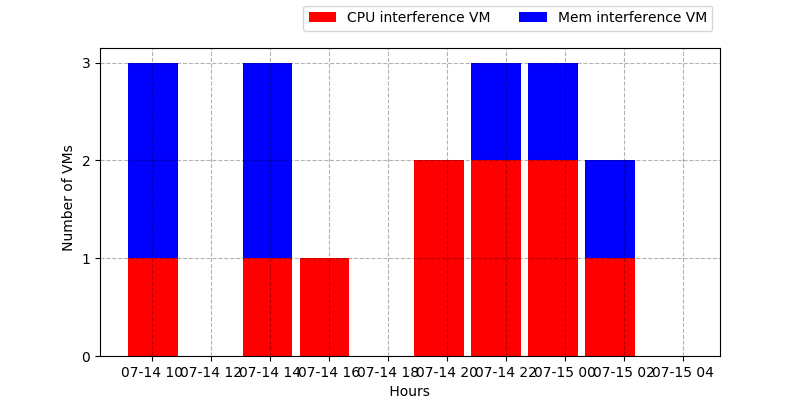 CPU interference VM Mem interference VM
3
2
1
0
Number of VMs
07-14 10 07-14 12 07-14 14 07-14 16 07-14 18 07-14 20 07-14 22 07-15 00 07-15 02 07-15 04
Hours